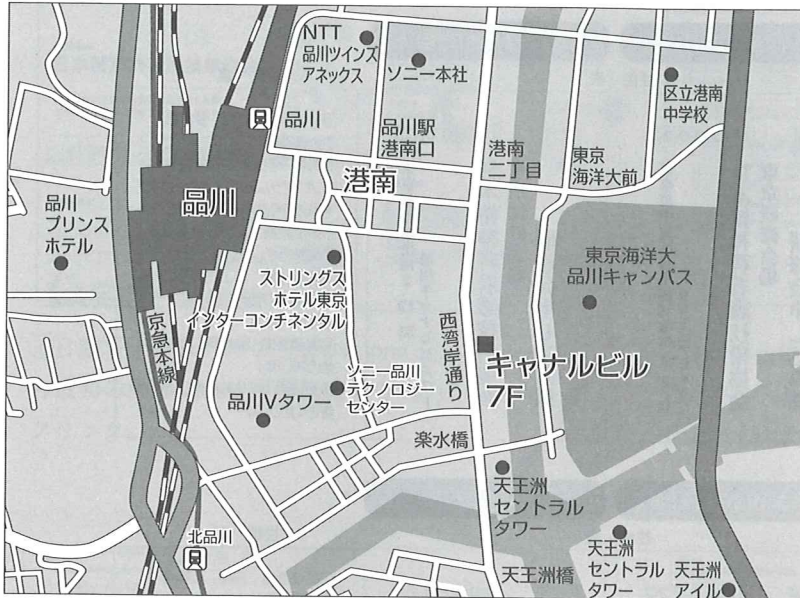 NTT
品川ツインズ
アネックス
ソニー本社
区立港南
中学校
品川
品川駅
港南口
港南
二丁目
東京
海洋大前
港南
品川
品川
プリンス
ホテル
東京海洋大
品川キャンパス
ストリングス
ホテル東京
インターコンチネンタル
京急本線
西湾岸通り
キャナルビル
7F
ソニー品川
テクノロジー
センター
品川Vタワー
楽水橋
天王洲
セントラル
タワー
北品川
天王洲橋
天王洲
セントラル
タワー
天王洲
アイル